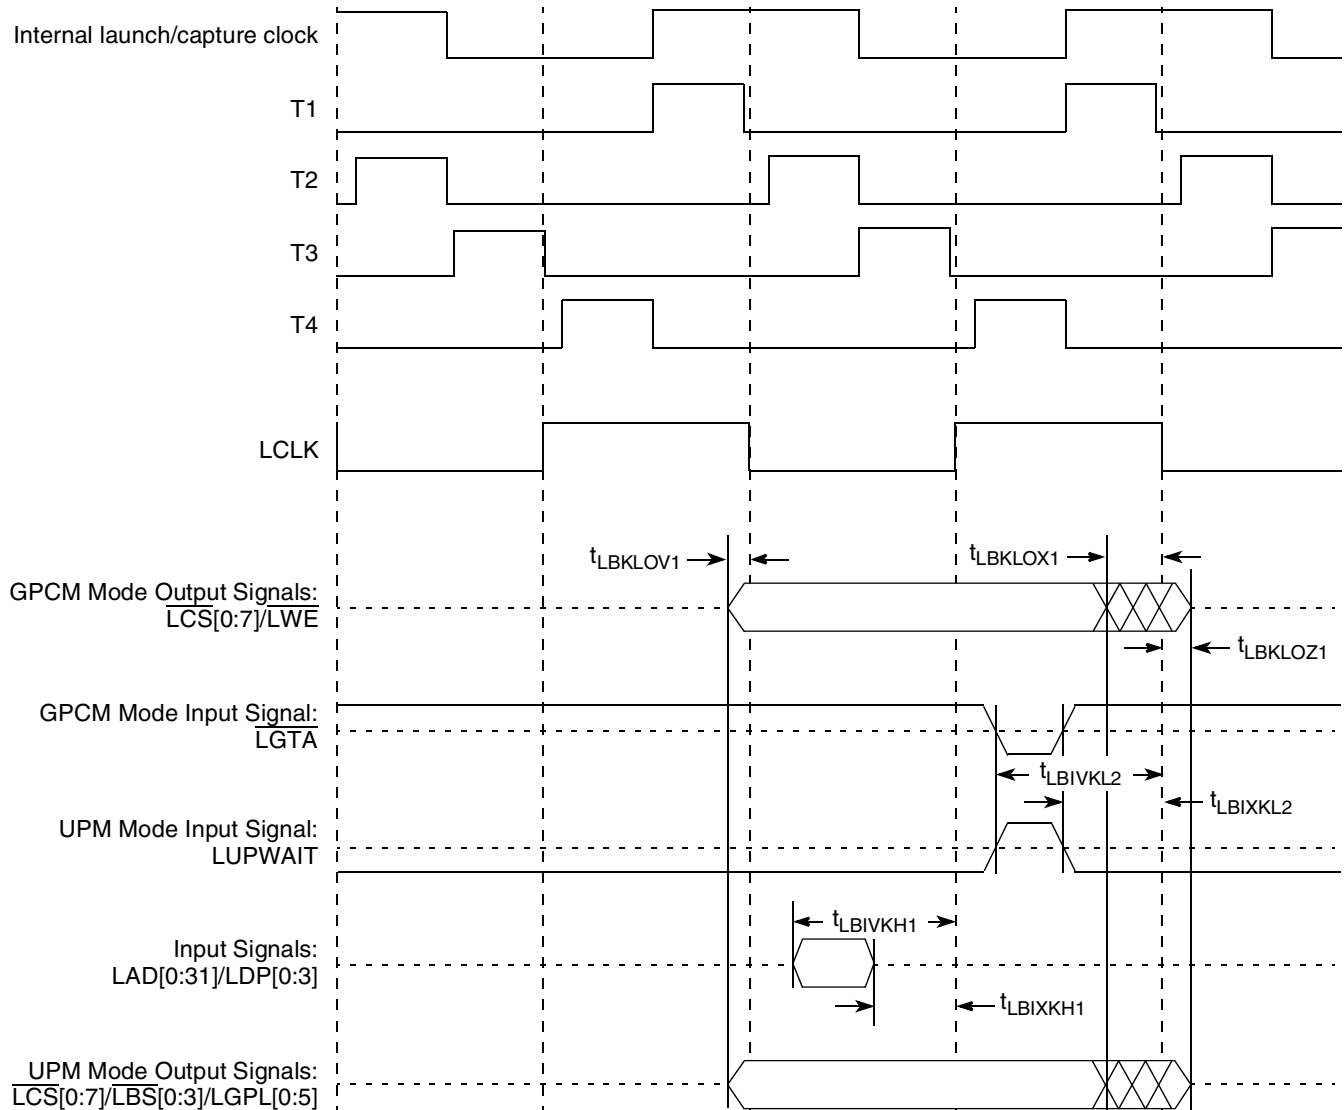 Internal launch/capture clock
T1
T2
T3
T4
LCLK
tLBKLOV1
tLBKLOX1
GPCM Mode Output Signals:
LCS[0:7]/LWE
tLBKLOZ1
GPCM Mode Input Signal:
LGTA
tLBIVKL2
tLBIXKL2
UPM Mode Input Signal:
LUPWAIT
tLBIVKH1
Input Signals:
LAD[0:31]/LDP[0:3]
tLBIXKH1
UPM Mode Output Signals:
LCS[0:7]/LBS[0:3]/LGPL[0:5]